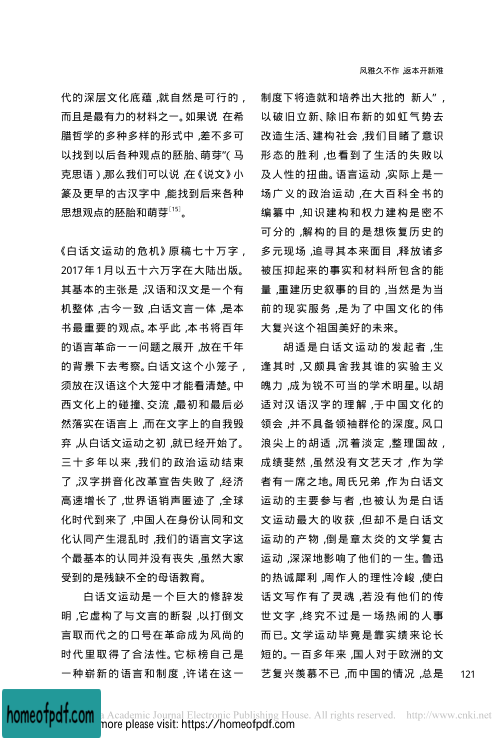 风雅久不作,返本开新难
代的深层文化底蕴,就自然是可行的,
而且是最有力的材料之一。如果说“在希
腊哲学的多种多样的形式中,差不多可
以找到以后各种观点的胚胎、萌芽”(马
克思语),那么我们可以说,在《说文》小
篆及更早的古汉字中,能找到后来各种
思想观点的胚胎和萌芽[15]。
《白话文运动的危机》原稿七十万字,
2017年1月以五十六万字在大陆出版。
其基本的主张是,汉语和汉文是一个有
机整体,古今一致,白话文言一体,是本
书最重要的观点。本乎此,本书将百年
的语言革命——问题之展开,放在千年
的背景下去考察。白话文这个小笼子,
须放在汉语这个大笼中才能看清楚。中
西文化上的碰撞、交流,最初和最后必
然落实在语言上,而在文字上的自我毁
弃,从白话文运动之初,就已经开始了。
三十多年以来,我们的政治运动结束
了,汉字拼音化改革宣告失败了,经济
高速增长了,世界语销声匿迹了,全球
化时代到来了,中国人在身份认同和文
化认同产生混乱时,我们的语言文字这
个最基本的认同并没有丧失,虽然大家
受到的是残缺不全的母语教育。
白话文运动是一个巨大的修辞发
明,它虚构了与文言的断裂,以打倒文
言取而代之的口号在革命成为风尚的
时代里取得了合法性。它标榜自己是
一种崭新的语言和制度,许诺在这一
制度下将造就和培养出大批的“新人”,
以破旧立新、除旧布新的如虹气势去
改造生活、建构社会,我们目睹了意识
形态的胜利,也看到了生活的失败以
及人性的扭曲。语言运动,实际上是一
场广义的政治运动,在大百科全书的
编纂中,知识建构和权力建构是密不
可分的,解构的目的是想恢复历史的
多元现场,追寻其本来面目,释放诸多
被压抑起来的事实和材料所包含的能
量,重建历史叙事的目的,当然是为当
前的现实服务,是为了中国文化的伟
大复兴这个祖国美好的未来。
胡适是白话文运动的发起者,生
逢其时,又颇具舍我其谁的实验主义
魄力,成为锐不可当的学术明星。以胡
适对汉语汉字的理解,于中国文化的
领会,并不具备领袖群伦的深度。风口
浪尖上的胡适,沉着淡定,整理国故,
成绩斐然,虽然没有文艺天才,作为学
者有一席之地。周氏兄弟,作为白话文
运动的主要参与者,也被认为是白话
文运动最大的收获,但却不是白话文
运动的产物,倒是章太炎的文学复古
运动,深深地影响了他们的一生。鲁迅
的热诚犀利,周作人的理性冷峻,使白
话文写作有了灵魂,若没有他们的传
世文字,终究不过是一场热闹的人事
而已。文学运动毕竟是靠实绩来论长
短的。一百多年来,国人对于欧洲的文
艺复兴羡慕不已,而中国的情况,总是
121
Academic Journal Electronic Publishing House. All rights reserved. http://www.cnki.net
homeofpdf.com
more please visit: https://homeofpdf.com